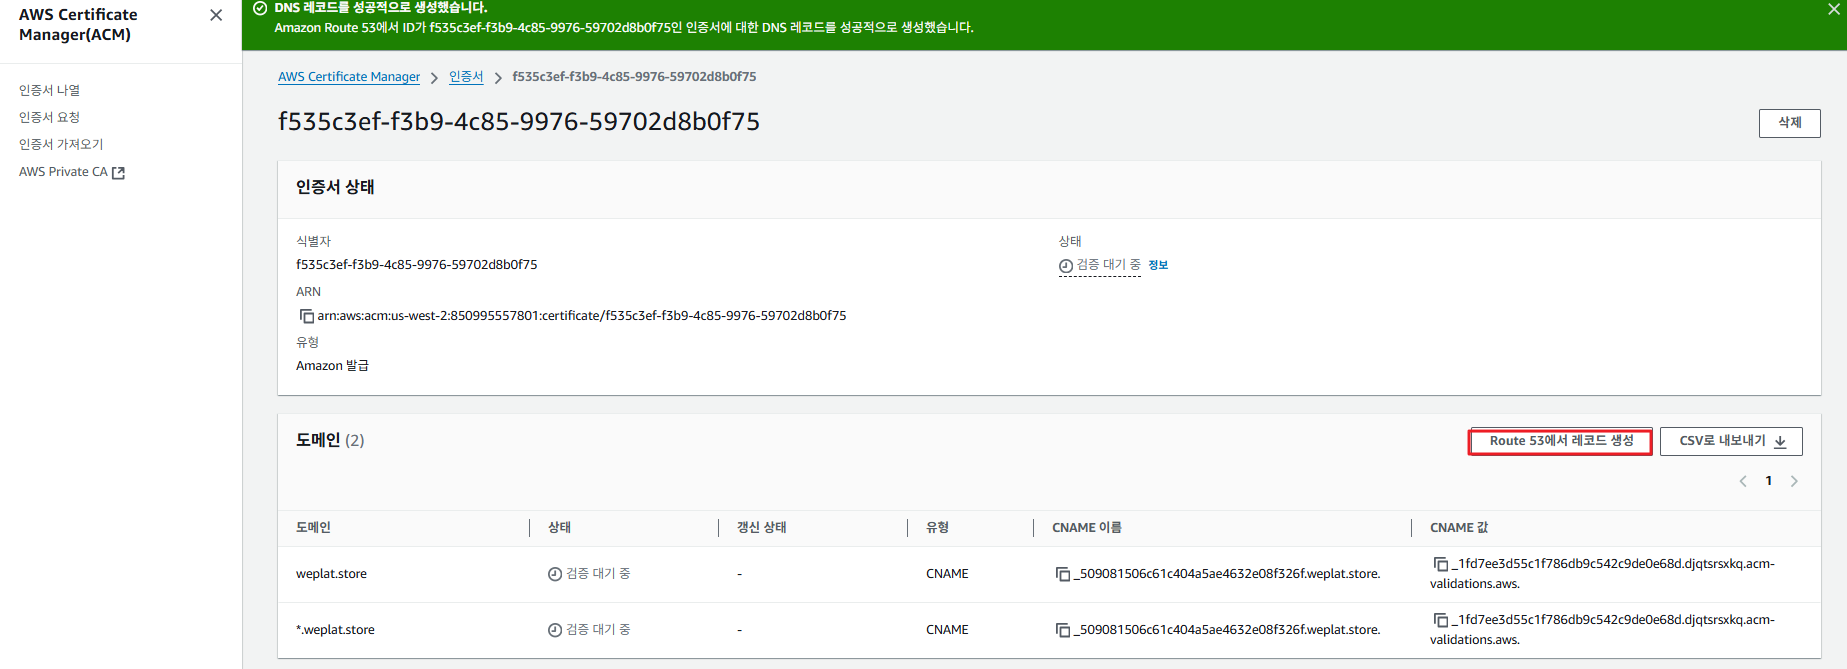 AWS Certificate
Manager(ACM)
인증서 나열
인증서 요청
인증서 가져오기
AWS Private CA
DNS 레코드를 성공적으로 생성했습니다.
Amazon Route 53에서 ID가 f535c3ef-f3b9-4c85-9976-59702d8b0f75인 인증서에 대한 DNS 레코드를 성공적으로 생성했습니다.
AWS Certificate Manager > 인증서 > f535c3ef-f3b9-4c85-9976-59702d8b0f75
f535c3ef-f3b9-4c85-9976-59702d8b0f75
삭제
인증서 상태
식별자
f535c3ef-f3b9-4c85-9976-59702d8b0f75
상태
검증 대기 중 정보
ARN
arn:aws:acm:us-west-2:850995557801:certificate/f535c3ef-f3b9-4c85-9976-59702d8b0f75
유형
Amazon 발급
도메인 (2)
Route 53에서 레코드 생성
CSV로 내보내기
1
도메인 상태 갱신 상태 유형 CNAME 이름 CNAME 값
weplat.store 검증 대기 중 - CNAME _509081506c61c404a5ae4632e08f326f.weplat.store. _1fd7ee3d55c1f786db9c542c9de0e68d.djqtsrsxkq.acm-
validations.aws.
*.weplat.store 검증 대기 중 - CNAME _509081506c61c404a5ae4632e08f326f.weplat.store. _1fd7ee3d55c1f786db9c542c9de0e68d.djqtsrsxkq.acm-
validations.aws.